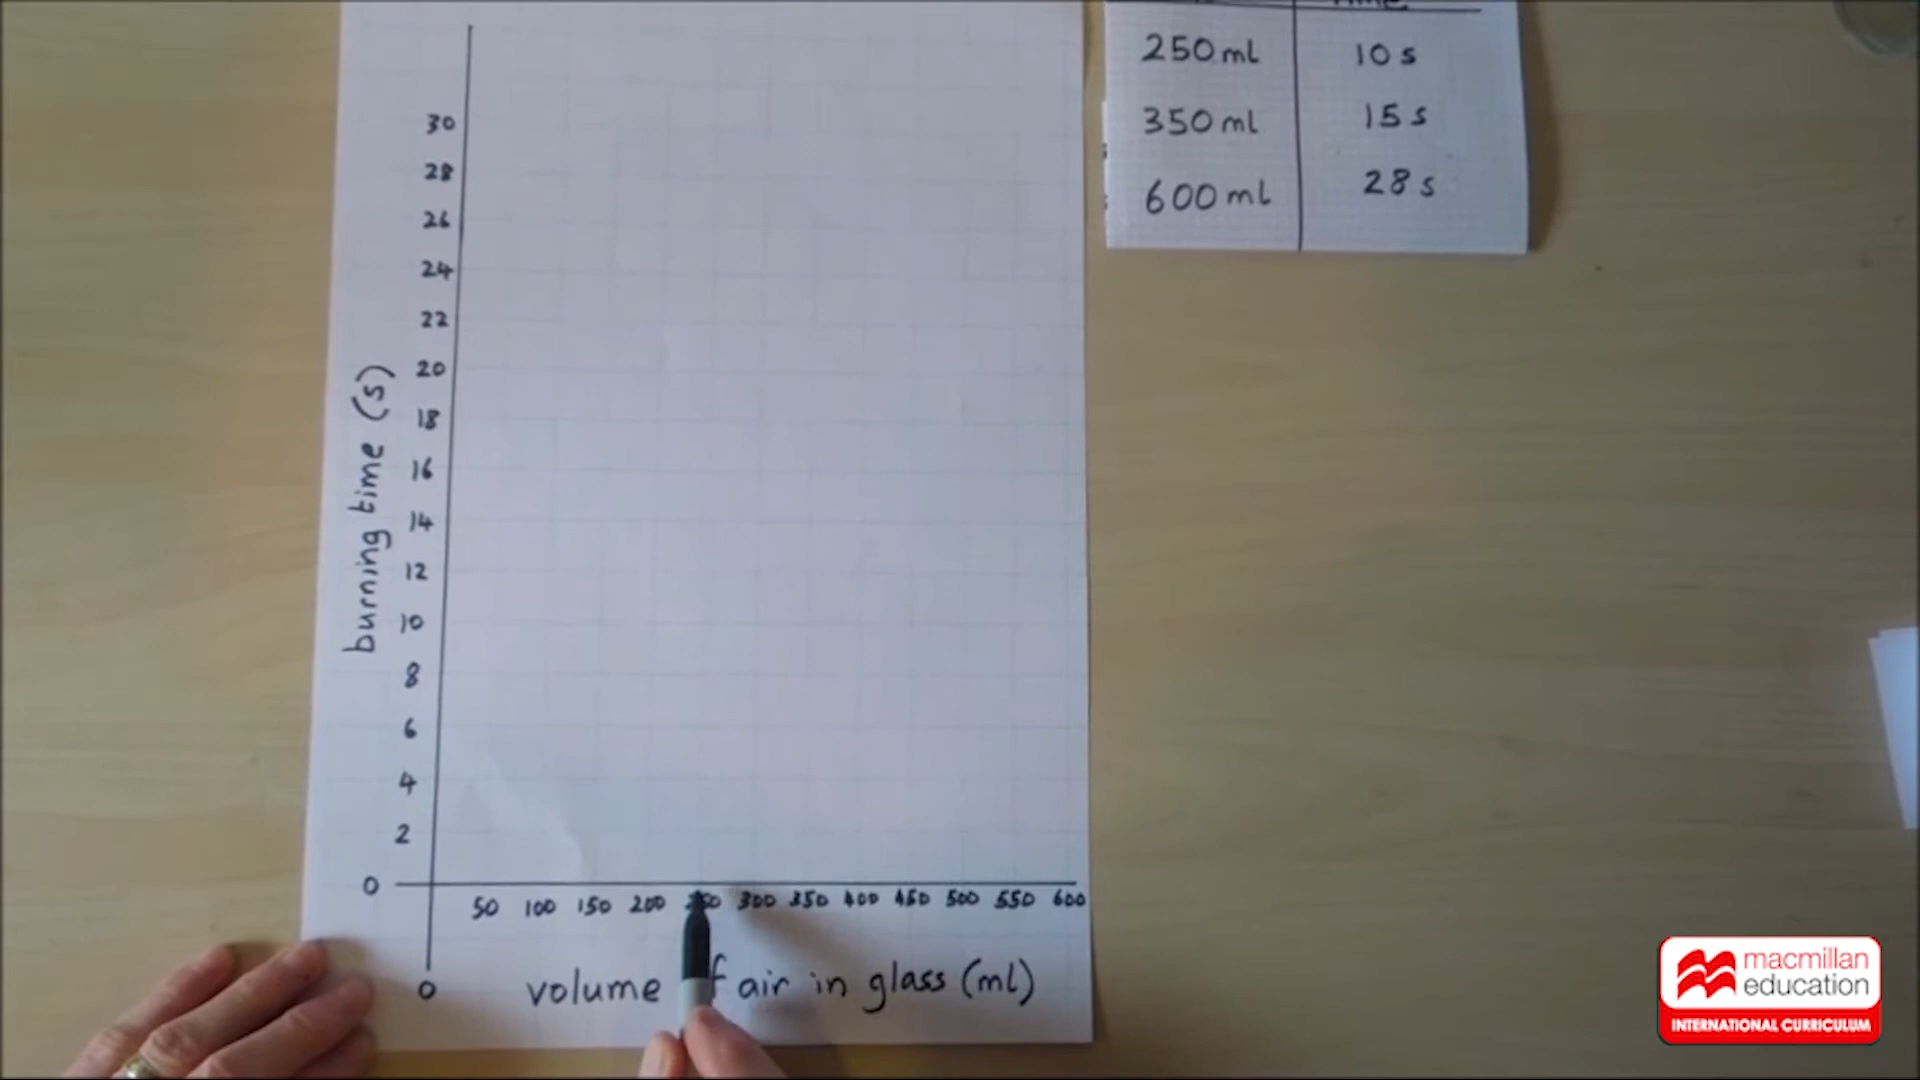 250 ml 10 s
350 ml 15 s
600 ml 28 s
30
28
26
24
22
20
18
16
14
12
10
8
6
4
2
0
burning time (s)
50 100 150 200 300 350 400 450 500 550 600
0
volume air in glass (ml)
macmillan
education
INTERNATIONAL CURRICULUM